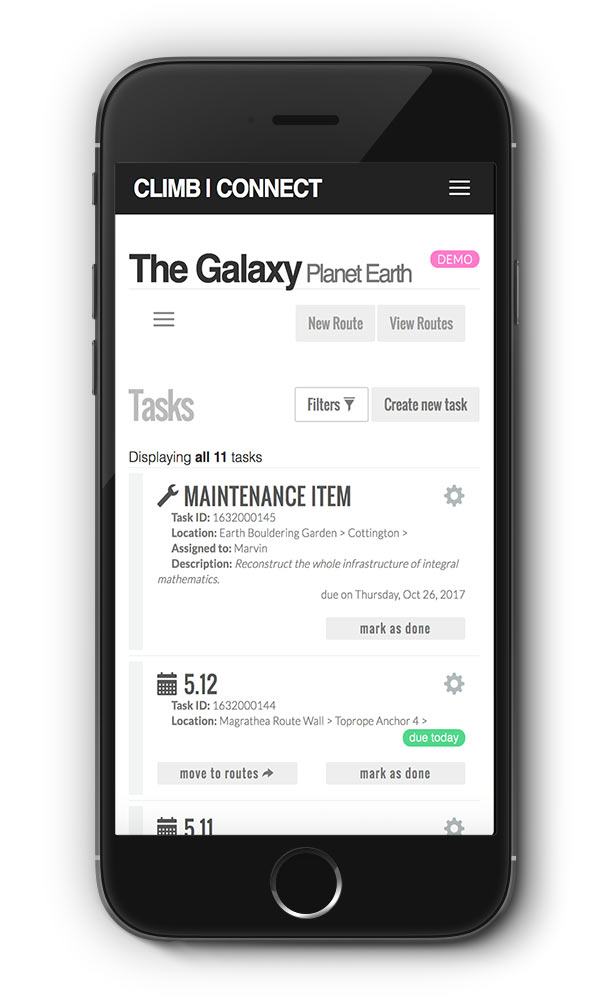 CLIMB | CONNECT
The Galaxy Planet Earth DEMO
New Route View Routes
Tasks Filters Create new task
Displaying all 11 tasks
MAINTENANCE ITEM
Task ID: 1632000145
Location: Earth Bouldering Garden > Cottington >
Assigned to: Marvin
Description: Reconstruct the whole infrastructure of integral
mathematics.
due on Thursday, Oct 26, 2017
mark as done
5.12
Task ID: 1632000144
Location: Magrathea Route Wall > Toprope Anchor 4 >
due today
move to routes mark as done
5.11